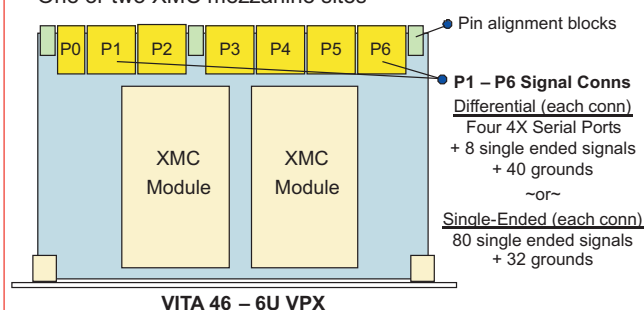 One or two XMC mezzanine sites
Pin alignment blocks
P0 P1 P2 P3 P4 P5 P6
P1 – P6 Signal Conns
Differential (each conn)
Four 4X Serial Ports
+ 8 single ended signals
+ 40 grounds
~or~
Single-Ended (each conn)
80 single ended signals
+ 32 grounds
XMC
Module
XMC
Module
VITA 46 – 6U VPX